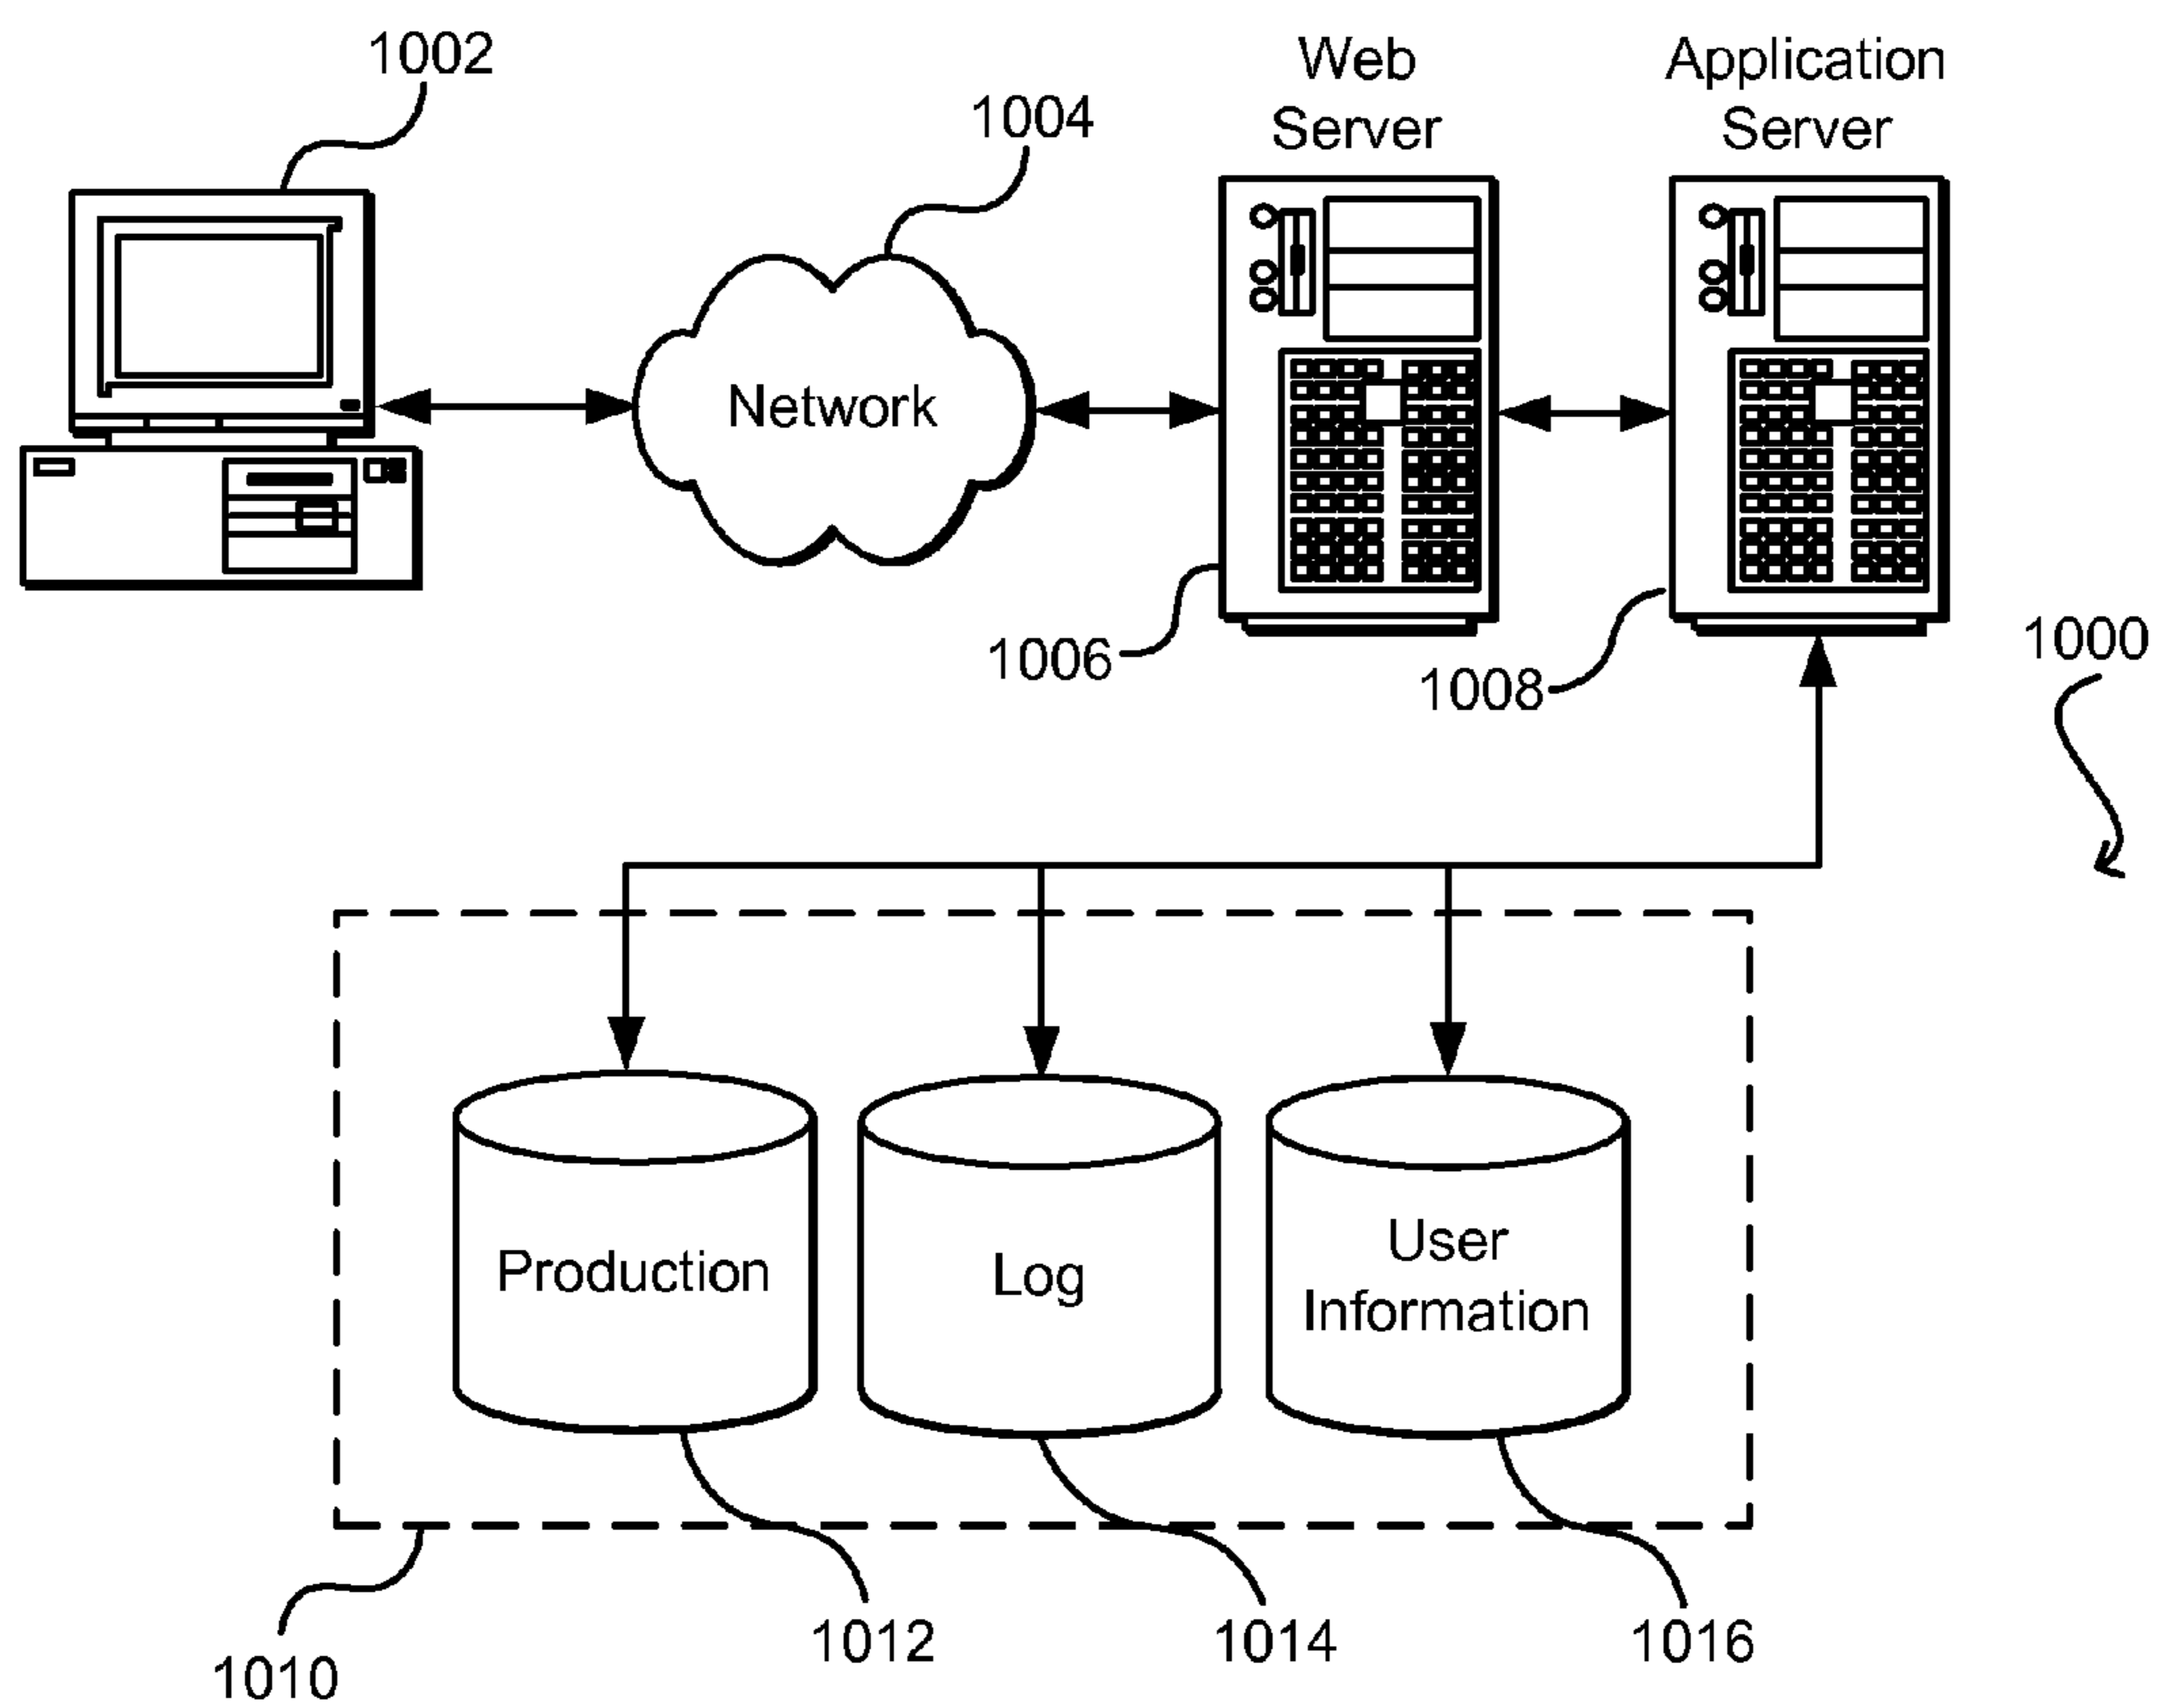 1002
1004
Web
Server
Application
Server
Network
1006
1008
1000
Production
Log
User
Information
1010
1012
1014
1016